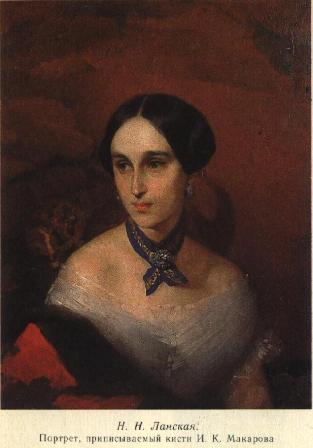 Н. Н. Ланская.
Портрет, приписываемый кисти И. К. Макарова